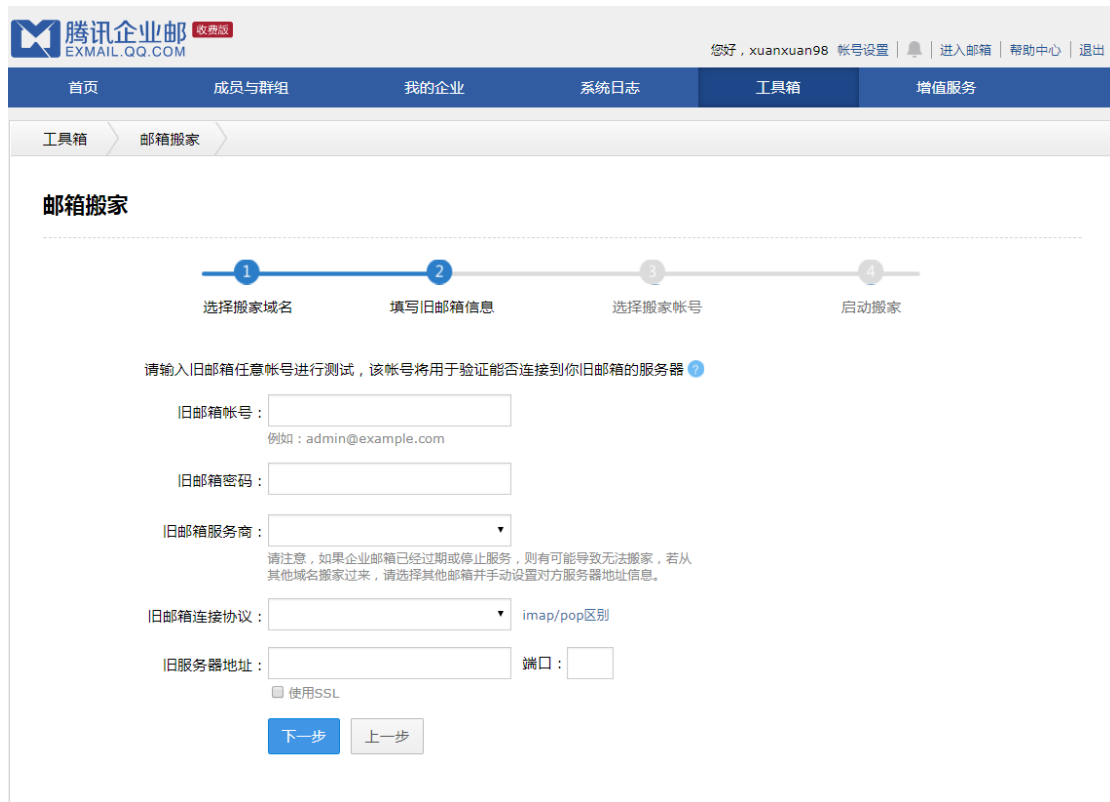 腾讯企业邮 收费版
EXMAIL.QQ.COM
您好，xuanxuan98 帐号设置 进入邮箱 帮助中心 退出
首页 成员与群组 我的企业 系统日志 工具箱 增值服务
工具箱 邮箱搬家
邮箱搬家
1 2 3 4
选择搬家域名 填写旧邮箱信息 选择搬家帐号 启动搬家
请输入旧邮箱任意帐号进行测试，该帐号将用于验证能否连接到你旧邮箱的服务器 ?
旧邮箱帐号：
例如：admin@example.com
旧邮箱密码：
旧邮箱服务商：
请注意，如果企业邮箱已经过期或停止服务，则有可能导致无法搬家，若从
其他域名搬家过来，请选择其他邮箱并手动设置对方服务器地址信息。
旧邮箱连接协议： imap/pop区别
旧服务器地址： 端口：
使用SSL
下一步 上一步